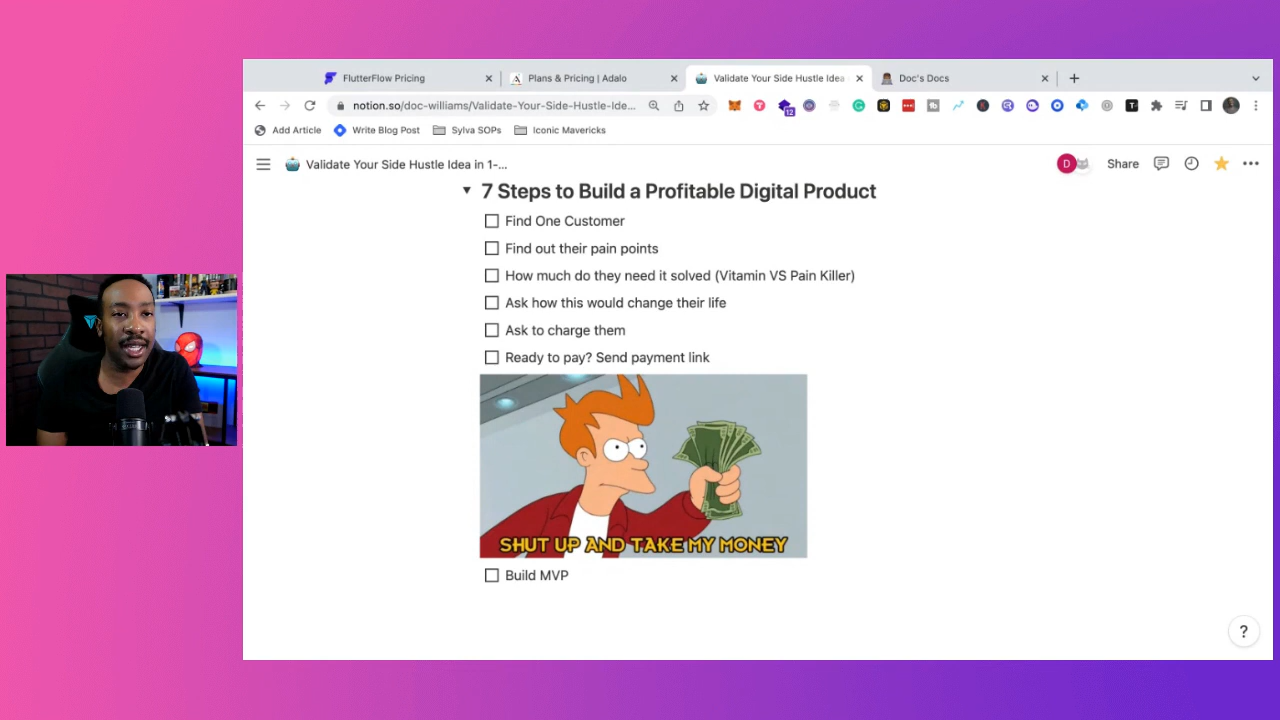 FlutterFlow Pricing
Plans & Pricing | Adalo
Validate Your Side Hustle Idea
Doc's Docs
notion.so/doc-williams/Validate-Your-Side-Hustle-Ide...
12
Add Article
Write Blog Post
Sylva SOPs
Iconic Mavericks
Validate Your Side Hustle Idea in 1-...
D
Share
7 Steps to Build a Profitable Digital Product
Find One Customer
Find out their pain points
How much do they need it solved (Vitamin VS Pain Killer)
Ask how this would change their life
Ask to charge them
Ready to pay? Send payment link
SHUT UP AND TAKE MY MONEY
Build MVP
?